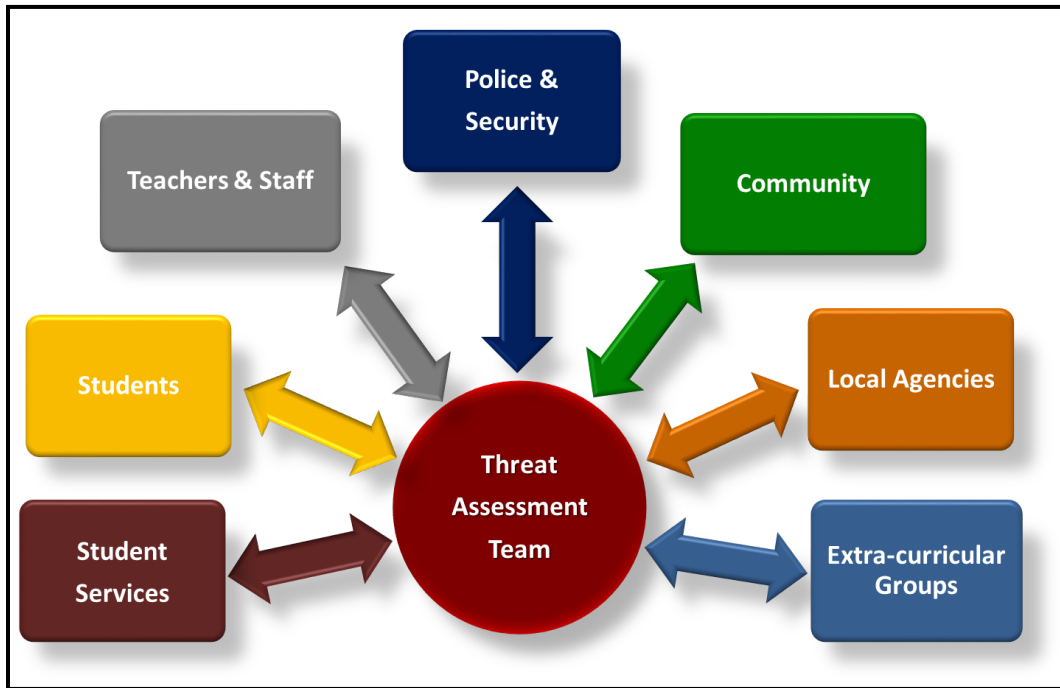 Police &
Security
Teachers & Staff
Community
Students
Local Agencies
Threat
Assessment
Team
Student
Services
Extra-curricular
Groups